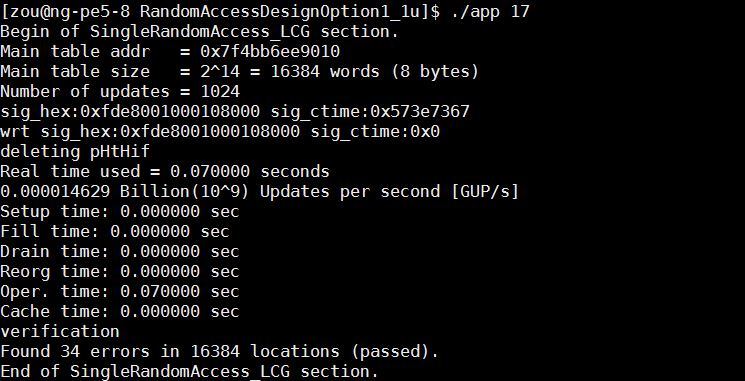 [zou@ng-pe5-8 RandomAccessDesignOption1_1u]$ ./app 17
Begin of SingleRandomAccess_LCG section.
Main table addr   = 0x7f4bb6ee9010
Main table size   = 2^14 = 16384 words (8 bytes)
Number of updates = 1024
sig_hex:0xfde8001000108000 sig_ctime:0x573e7367
wrt sig_hex:0xfde8001000108000 sig_ctime:0x0
deleting pHtHif
Real time used = 0.070000 seconds
0.000014629 Billion(10^9) Updates per second [GUP/s]
Setup time: 0.000000 sec
Fill time: 0.000000 sec
Drain time: 0.000000 sec
Reorg time: 0.000000 sec
Oper. time: 0.070000 sec
Cache time: 0.000000 sec
verification
Found 34 errors in 16384 locations (passed).
End of SingleRandomAccess_LCG section.